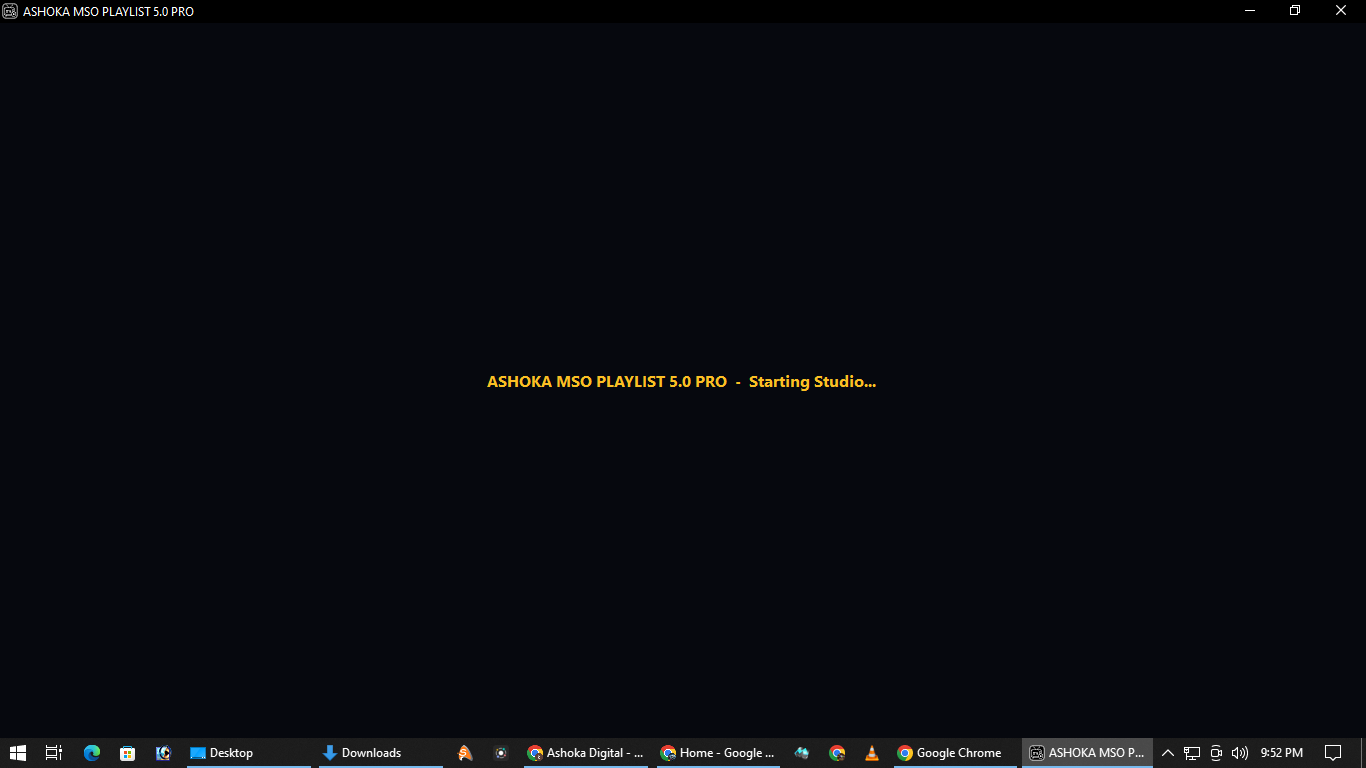 ASHOKA MSO PLAYLIST 5.0 PRO
ASHOKA MSO PLAYLIST 5.0 PRO - Starting Studio...
Desktop
Downloads
Ashoka Digital - ...
Home - Google ...
Google Chrome
ASHOKA MSO P...
9:52 PM